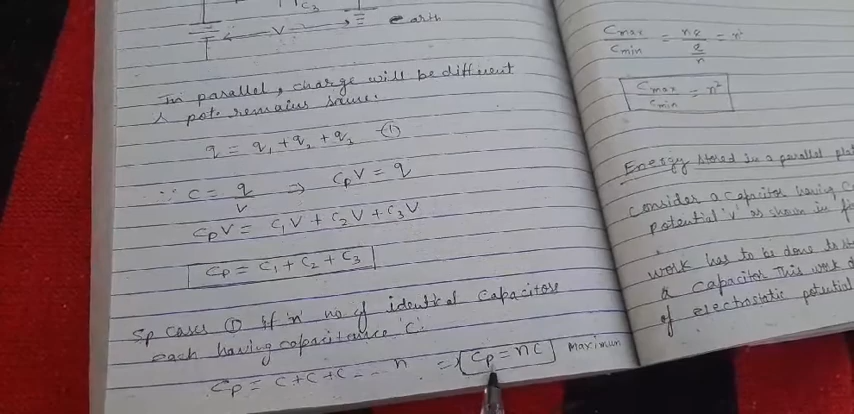 C3
V
earth
In parallel, charge will be different
& pot. remains same.
q = q1 + q2 + q3 ①
∵ C = q/V ⇒ CpV = q
CpV = C1V + C2V + C3V
Cp = C1 + C2 + C3
Sp cases ① If 'n' no of identical capacitors
each having capacitance 'C'.
Cp = C+C+C-- n = Cp = nC Maximum
Cmax/Cmin = nc/(c/n) = n²
Cmax/Cmin = n²
Energy stored in a parallel
Consider a capacitor having
potential 'V' as shown in
work has to be done to
a capacitor. This work
of electrostatic potential